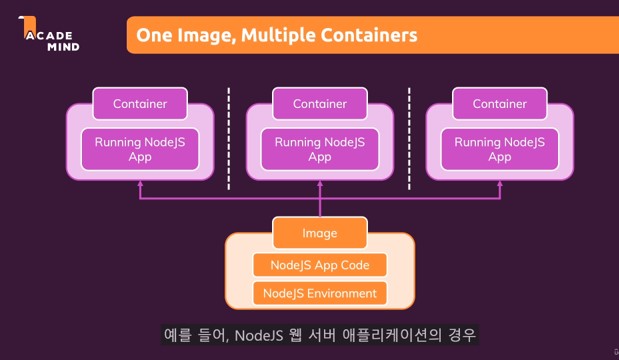 ACADE
MIND
One Image, Multiple Containers
Container
Running NodeJS
App
Container
Running NodeJS
App
Container
Running NodeJS
App
Image
NodeJS App Code
NodeJS Environment
예를 들어, NodeJS 웹 서버 애플리케이션의 경우